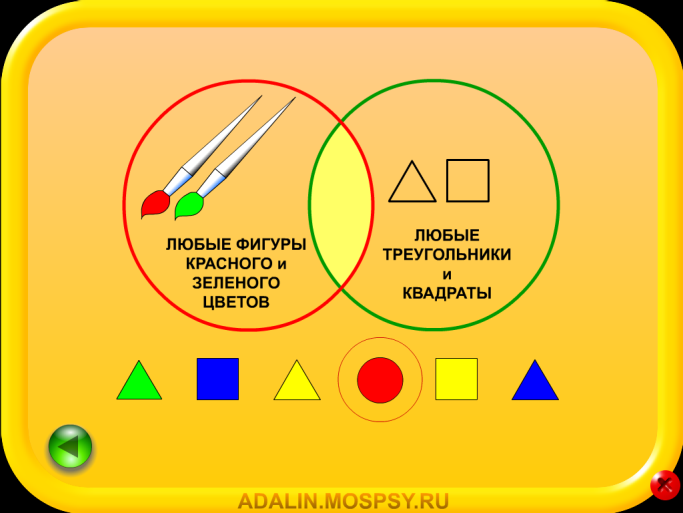 ЛЮБЫЕ ФИГУРЫ
КРАСНОГО и
ЗЕЛЕНОГО
ЦВЕТОВ
ЛЮБЫЕ
ТРЕУГОЛЬНИКИ
и
КВАДРАТЫ
ADALIN.MOSPSY.RU